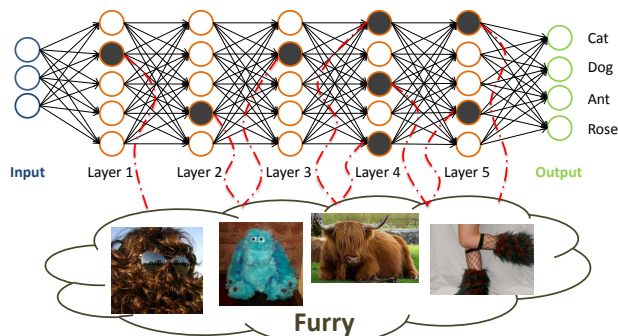 Cat
Dog
Ant
Rose
Input
Layer 1
Layer 2
Layer 3
Layer 4
Layer 5
Output
Furry